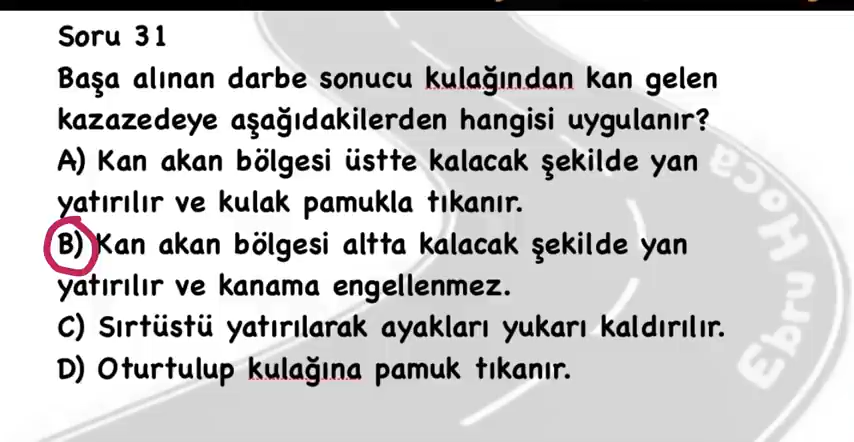 Soru 31
Başa alınan darbe sonucu kulağından kan gelen
kazazedeye aşağıdakilerden hangisi uygulanır?
A) Kan akan bölgesi üstte kalacak şekilde yan
yatırılır ve kulak pamukla tıkanır.
B) Kan akan bölgesi altta kalacak şekilde yan
yatırılır ve kanama engellenmez.
C) Sırtüstü yatırılarak ayakları yukarı kaldırılır.
D) Oturtulup kulağına pamuk tıkanır.
Ebru Hoca